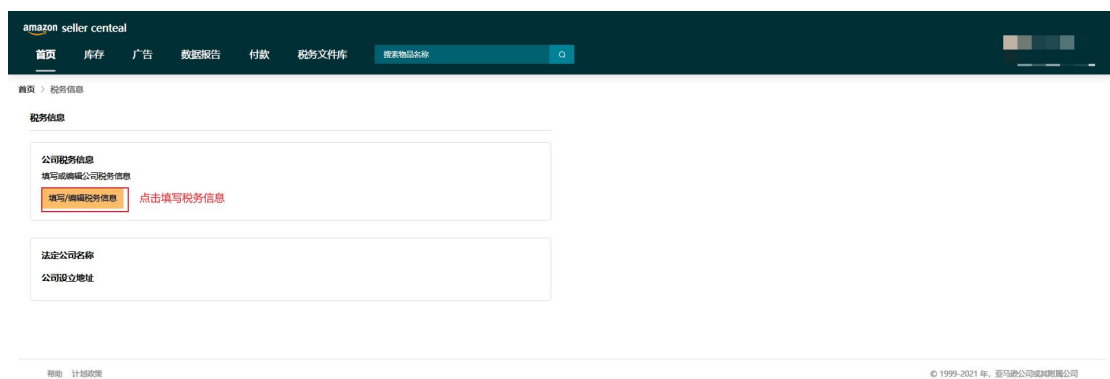 amazon seller centeal
首页 库存 广告 数据报告 付款 税务文件库 搜索物品名称
首页 > 税务信息
税务信息
公司税务信息
填写或编辑公司税务信息
填写/编辑税务信息 点击填写税务信息
法定公司名称
公司设立地址
帮助 计划政策 © 1999-2021 年, 亚马逊公司或其附属公司